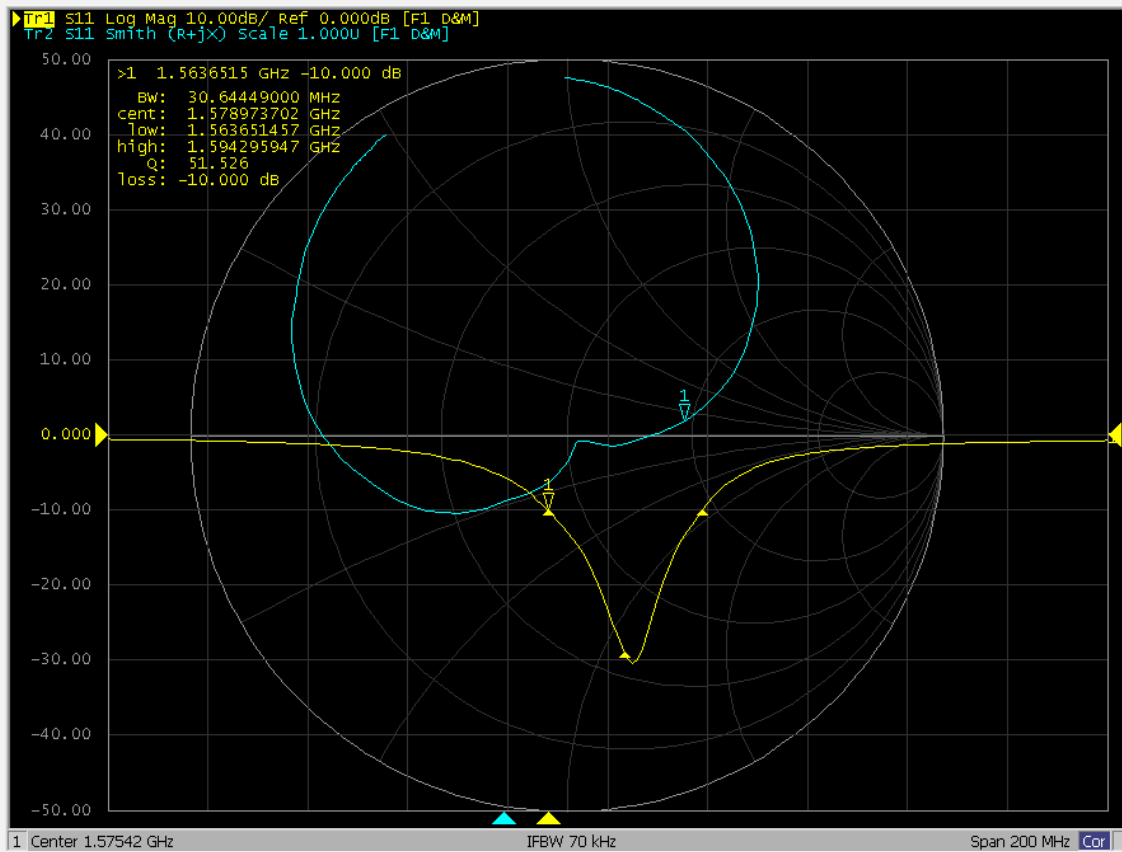 Tr1 S11 Log Mag 10.00dB/ Ref 0.000dB [F1 D&M]
Tr2 S11 Smith (R+jX) Scale 1.000U [F1 D&M]
50.00
>1 1.5636515 GHz -10.000 dB
BW: 30.64449000 MHz
cent: 1.578973702 GHz
low: 1.563651457 GHz
40.00
high: 1.594295947 GHz
Q: 51.526
loss: -10.000 dB
30.00
20.00
10.00
1
0.000
1
-10.00
-20.00
-30.00
-40.00
-50.00
1 Center 1.57542 GHz IFBW 70 kHz Span 200 MHz Cor